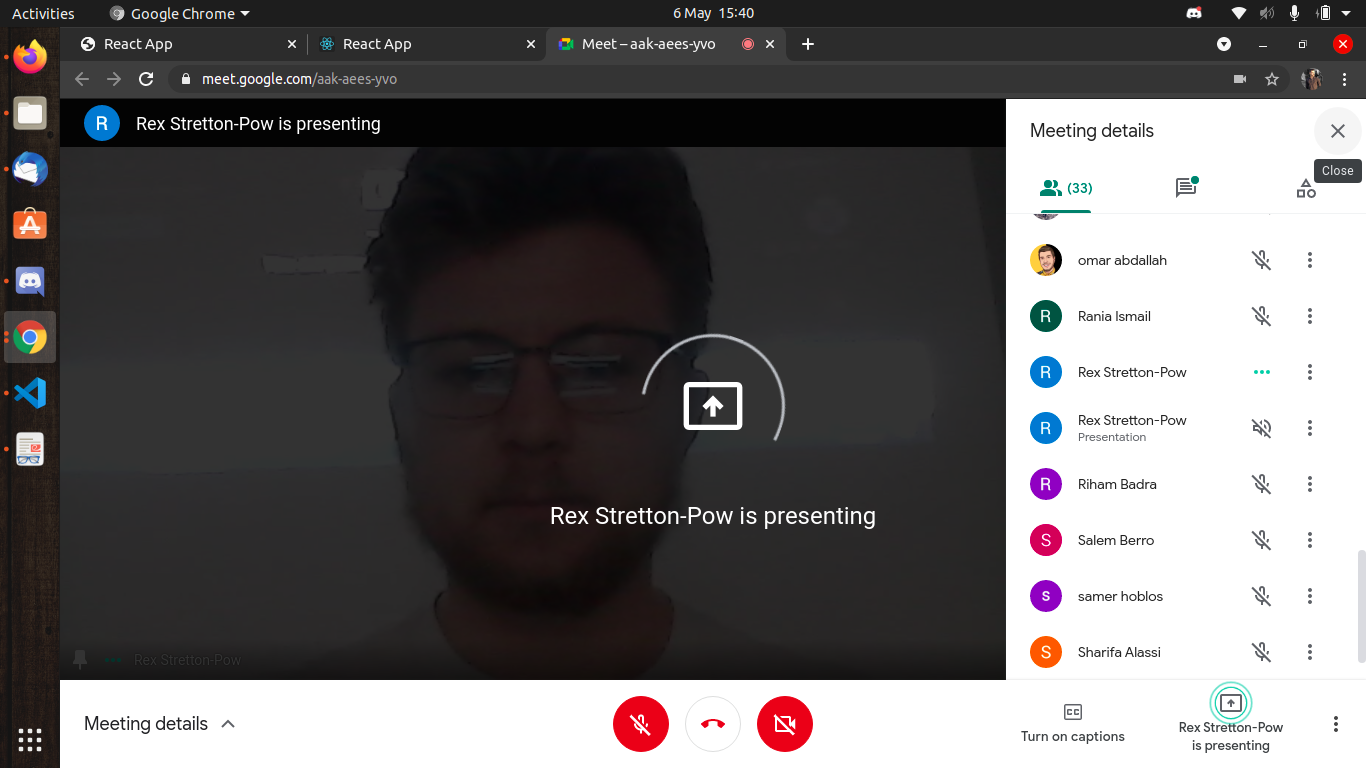 Activities
Google Chrome
6 May 15:40
React App
React App
Meet – aak-aees-yvo
meet.google.com/aak-aees-yvo
R
Rex Stretton-Pow is presenting
Meeting details
Close
(33)
omar abdallah
R
Rania Ismail
R
Rex Stretton-Pow
R
Rex Stretton-Pow
Presentation
R
Riham Badra
S
Salem Berro
s
samer hoblos
S
Sharifa Alassi
Rex Stretton-Pow is presenting
Rex Stretton-Pow
Meeting details
CC
Turn on captions
Rex Stretton-Pow
is presenting